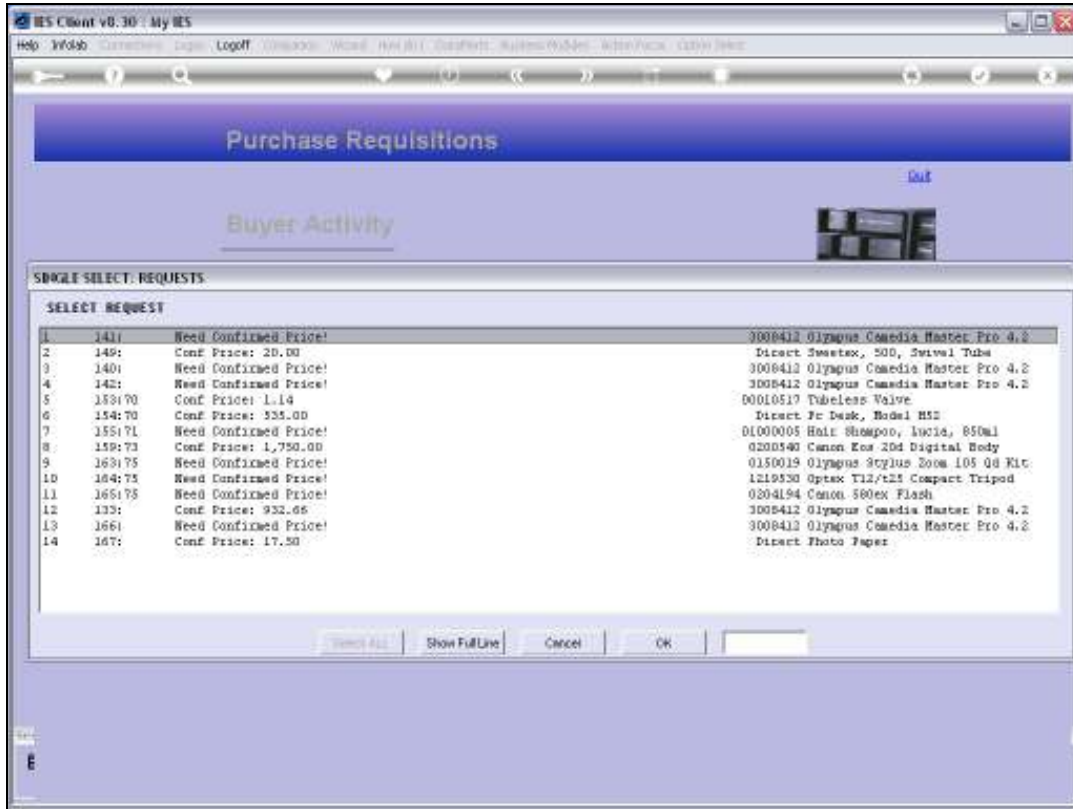 IES Client v8.30 : My IES
Help Infolab Logoff
Purchase Requisitions
Quit
Buyer Activity
SINGLE SELECT: REQUESTS
SELECT REQUEST
1 141: Need Confirmed Price! 3008412 Olympus Camedia Master Pro 4.2
2 149: Conf Price: 20.00 Direct Sweetex, 500, Swivel Tube
3 140: Need Confirmed Price! 3008412 Olympus Camedia Master Pro 4.2
4 142: Need Confirmed Price! 3008412 Olympus Camedia Master Pro 4.2
5 153:70 Conf Price: 1.14 00010517 Tubeless Valve
6 154:70 Conf Price: 535.00 Direct Pc Desk, Model H52
7 155:71 Need Confirmed Price! 01000005 Hair Shampoo, Lucia, 850ml
8 159:73 Conf Price: 1,750.00 0200540 Canon Eos 20d Digital Body
9 163:75 Need Confirmed Price! 0150019 Olympus Stylus Zoom 105 Qd Kit
10 164:75 Need Confirmed Price! 1219530 Optex T12/t25 Compact Tripod
11 165:75 Need Confirmed Price! 0204194 Canon 580ex Flash
12 133: Conf Price: 932.66 3008412 Olympus Camedia Master Pro 4.2
13 166: Need Confirmed Price! 3008412 Olympus Camedia Master Pro 4.2
14 167: Conf Price: 17.50 Direct Photo Paper
Select ALL Show Full Line Cancel OK